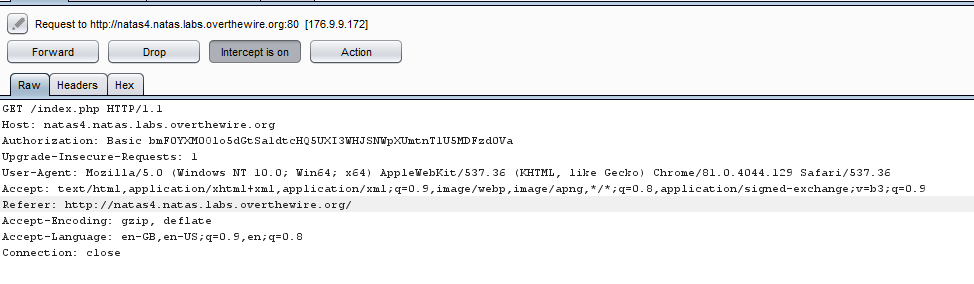 Request to http://natas4.natas.labs.overthewire.org:80 [176.9.9.172]
Forward Drop Intercept is on Action
Raw Headers Hex
GET /index.php HTTP/1.1
Host: natas4.natas.labs.overthewire.org
Authorization: Basic bmF0YXM0Olo5dGtSa1dtcHQ5UXI3WHJSNWpXUmtnT1U5MDFzd0Va
Upgrade-Insecure-Requests: 1
User-Agent: Mozilla/5.0 (Windows NT 10.0; Win64; x64) AppleWebKit/537.36 (KHTML, like Gecko) Chrome/81.0.4044.129 Safari/537.36
Accept: text/html,application/xhtml+xml,application/xml;q=0.9,image/webp,image/apng,*/*;q=0.8,application/signed-exchange;v=b3;q=0.9
Referer: http://natas4.natas.labs.overthewire.org/
Accept-Encoding: gzip, deflate
Accept-Language: en-GB,en-US;q=0.9,en;q=0.8
Connection: close